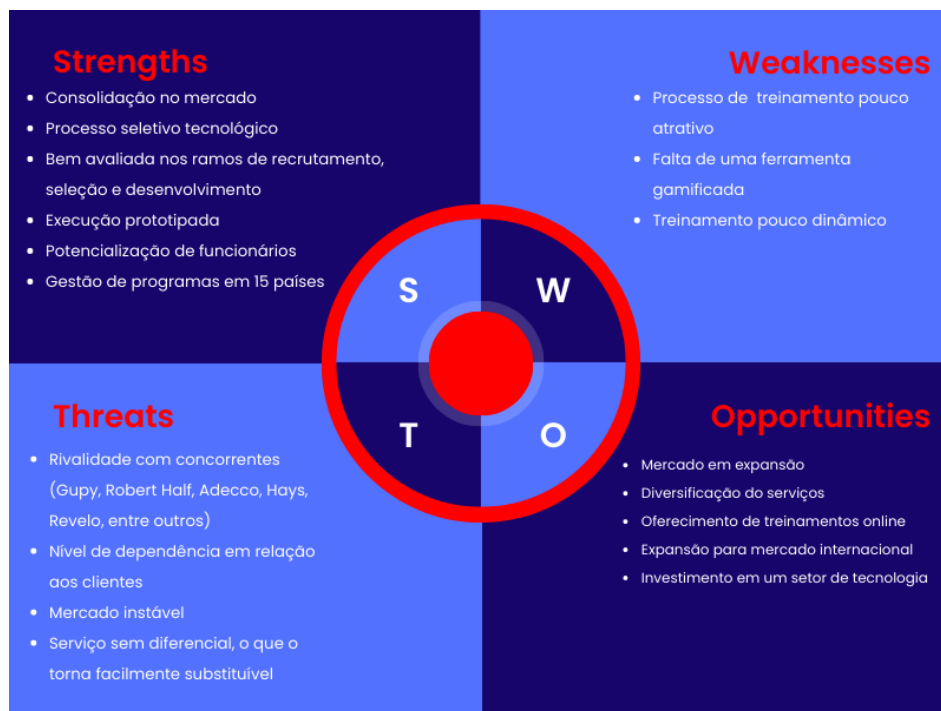 Strengths
• Consolidação no mercado
• Processo seletivo tecnológico
• Bem avaliada nos ramos de recrutamento,
seleção e desenvolvimento
• Execução prototipada
• Potencialização de funcionários
• Gestão de programas em 15 países
Weaknesses
• Processo de treinamento pouco
atrativo
• Falta de uma ferramenta
gamificada
• Treinamento pouco dinâmico
S
W
T
O
Threats
• Rivalidade com concorrentes
(Gupy, Robert Half, Adecco, Hays,
Revelo, entre outros)
• Nível de dependência em relação
aos clientes
• Mercado instável
• Serviço sem diferencial, o que o
torna facilmente substituível
Opportunities
• Mercado em expansão
• Diversificação do serviços
• Oferecimento de treinamentos online
• Expansão para mercado internacional
• Investimento em um setor de tecnologia